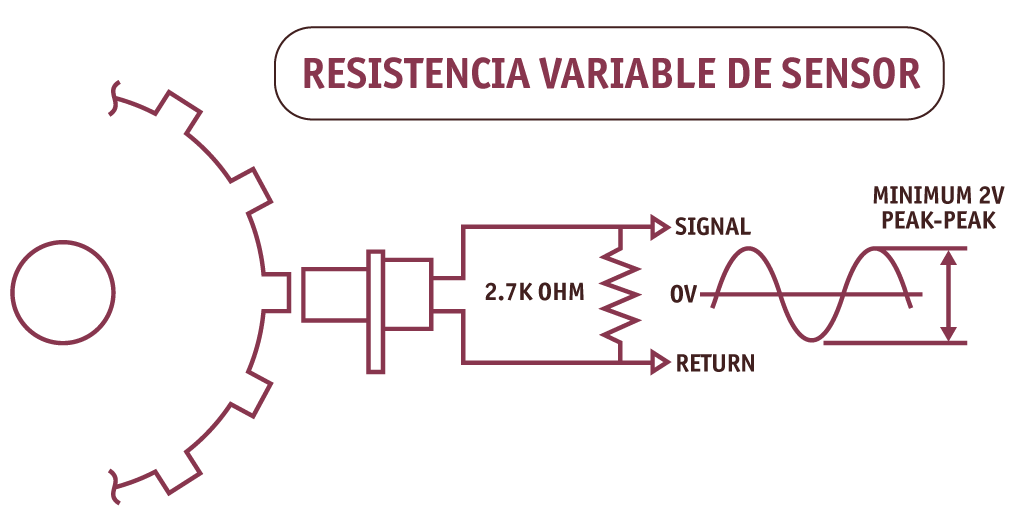 RESISTENCIA VARIABLE DE SENSOR
MINIMUM 2V
PEAK-PEAK
SIGNAL
2.7K OHM
0V
RETURN